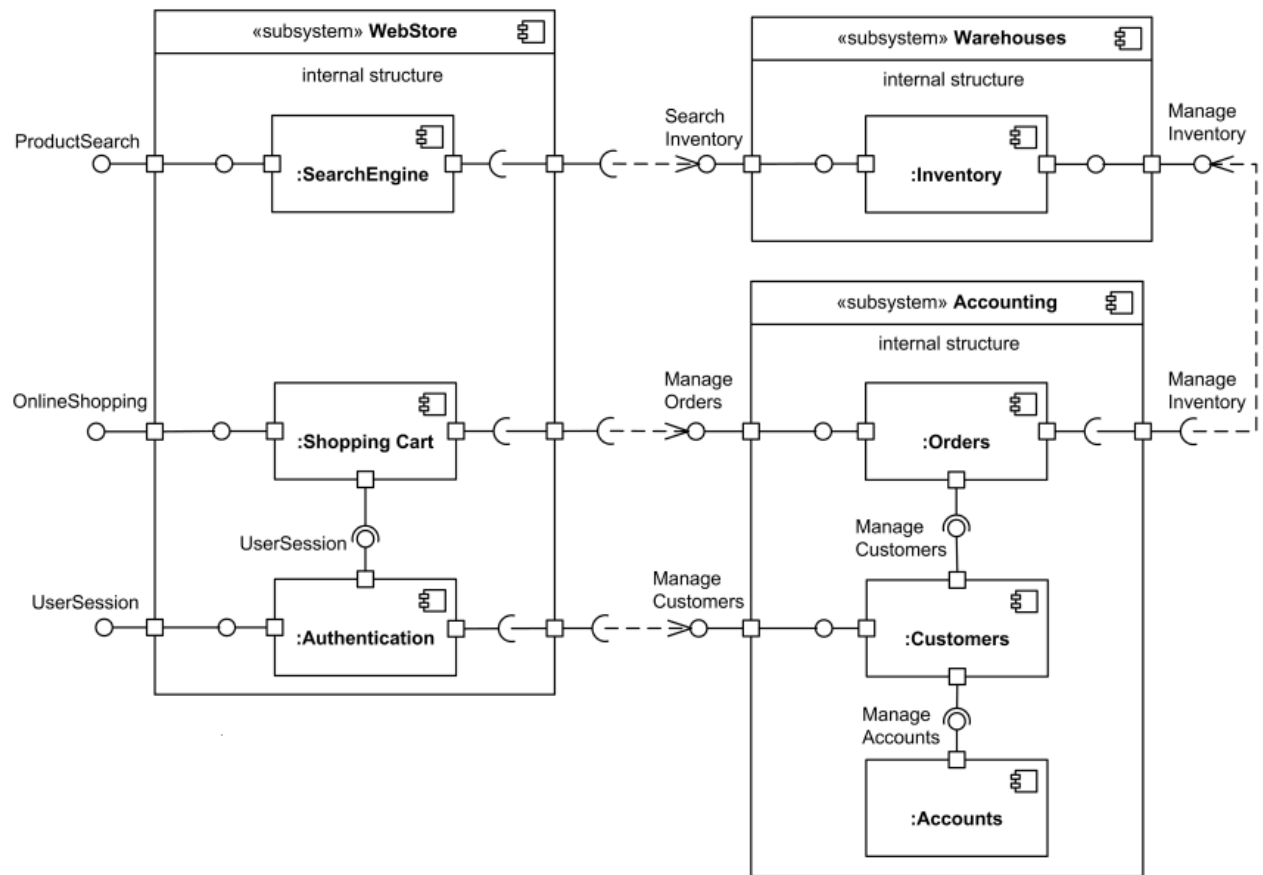 «subsystem» WebStore
internal structure
ProductSearch
:SearchEngine
Search
Inventory
«subsystem» Warehouses
internal structure
:Inventory
Manage
Inventory
OnlineShopping
:Shopping Cart
UserSession
UserSession
:Authentication
Manage
Orders
Manage
Customers
«subsystem» Accounting
internal structure
:Orders
Manage
Inventory
Manage
Customers
:Customers
Manage
Accounts
:Accounts